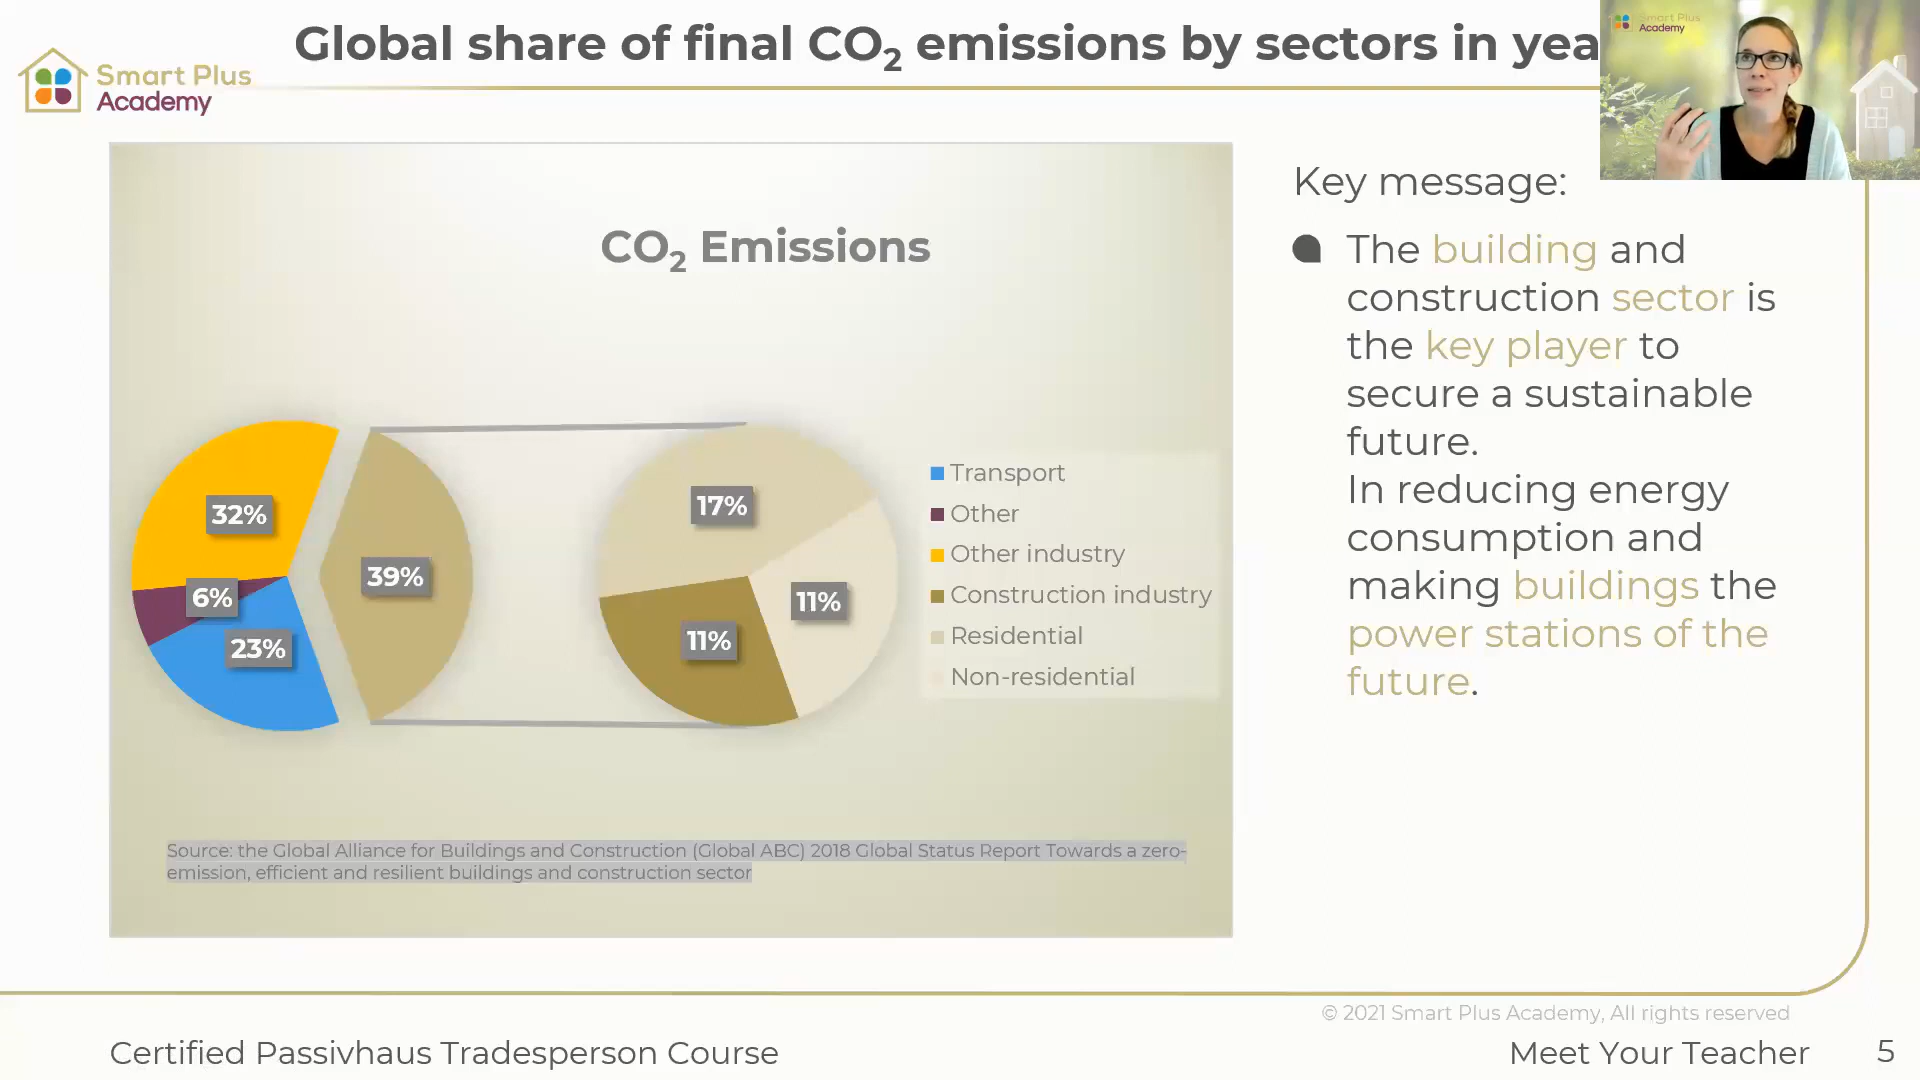 Global share of final CO₂ emissions by sectors in yea
Smart Plus
Academy
Smart Plus
Academy
CO₂ Emissions
32%
6%
23%
39%
17%
11%
11%
Transport
Other
Other industry
Construction industry
Residential
Non-residential
Source: the Global Alliance for Buildings and Construction (Global ABC) 2018 Global Status Report Towards a zero-
emission, efficient and resilient buildings and construction sector
Key message:
The building and
construction sector is
the key player to
secure a sustainable
future.
In reducing energy
consumption and
making buildings the
power stations of the
future.
© 2021 Smart Plus Academy, All rights reserved
Certified Passivhaus Tradesperson Course
Meet Your Teacher
5